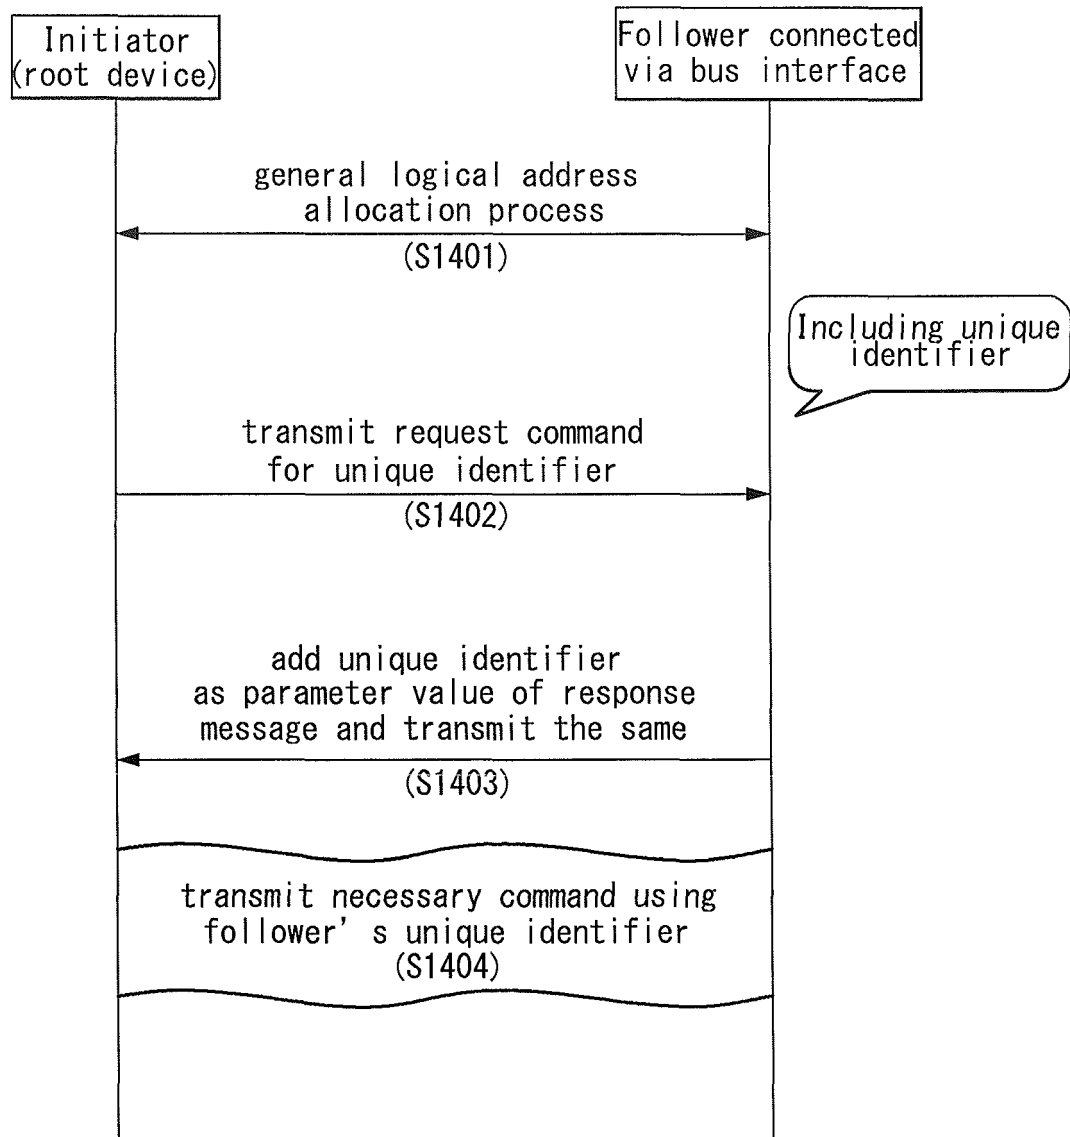 Initiator
(root device)
Follower connected
via bus interface
general logical address
allocation process
(S1401)
Including unique
identifier
transmit request command
for unique identifier
(S1402)
add unique identifier
as parameter value of response
message and transmit the same
(S1403)
transmit necessary command using
follower' s unique identifier
(S1404)